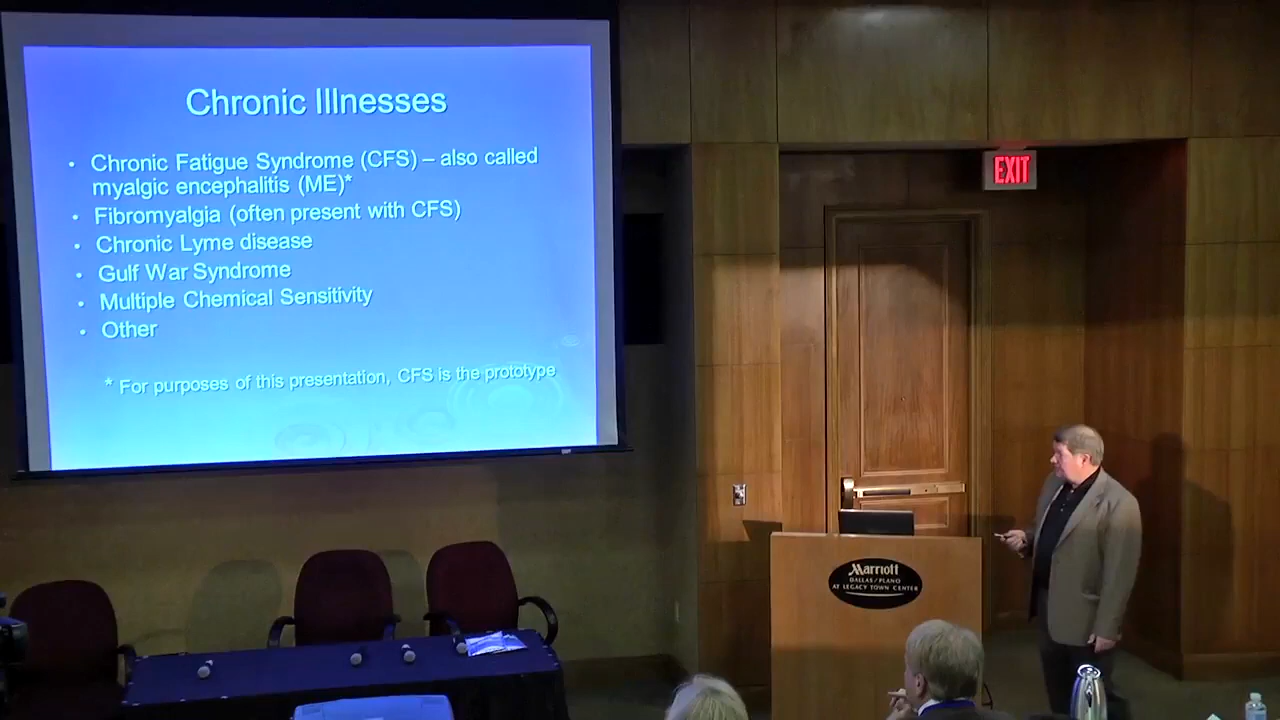 Chronic Illnesses
• Chronic Fatigue Syndrome (CFS) – also called
myalgic encephalitis (ME)*
• Fibromyalgia (often present with CFS)
• Chronic Lyme disease
• Gulf War Syndrome
• Multiple Chemical Sensitivity
• Other
* For purposes of this presentation, CFS is the prototype
EXIT
Marriott
DALLAS/PLANO
AT LEGACY TOWN CENTER